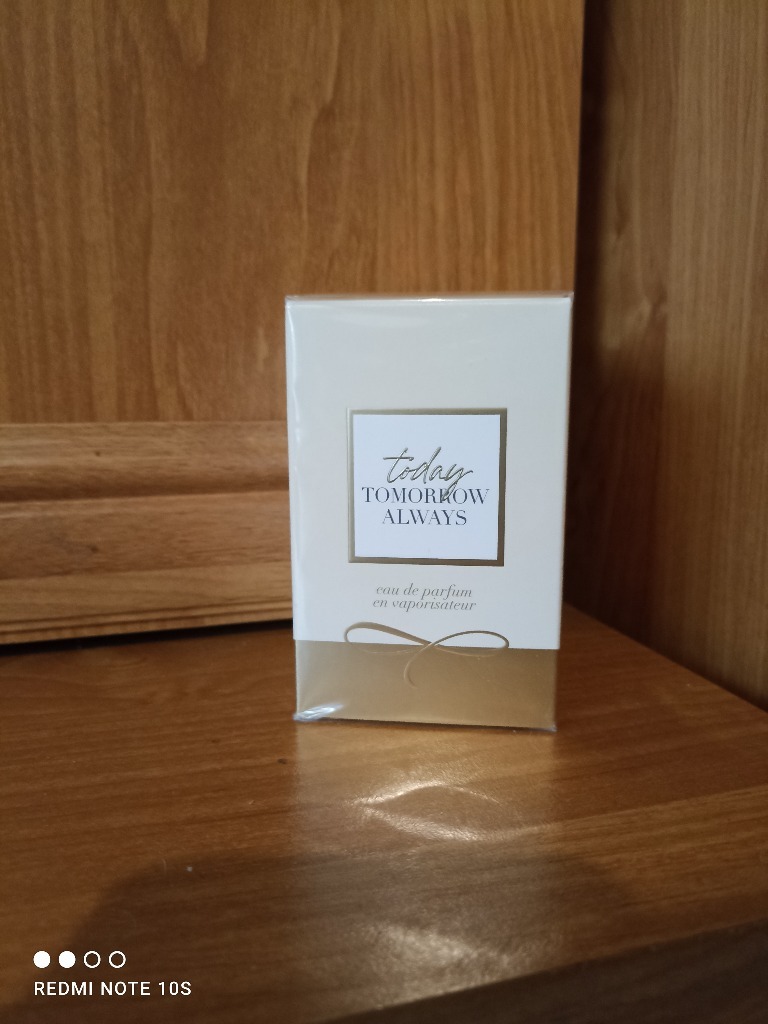 today
TOMORROW
ALWAYS
eau de parfum
en vaporisateur
REDMI NOTE 10S